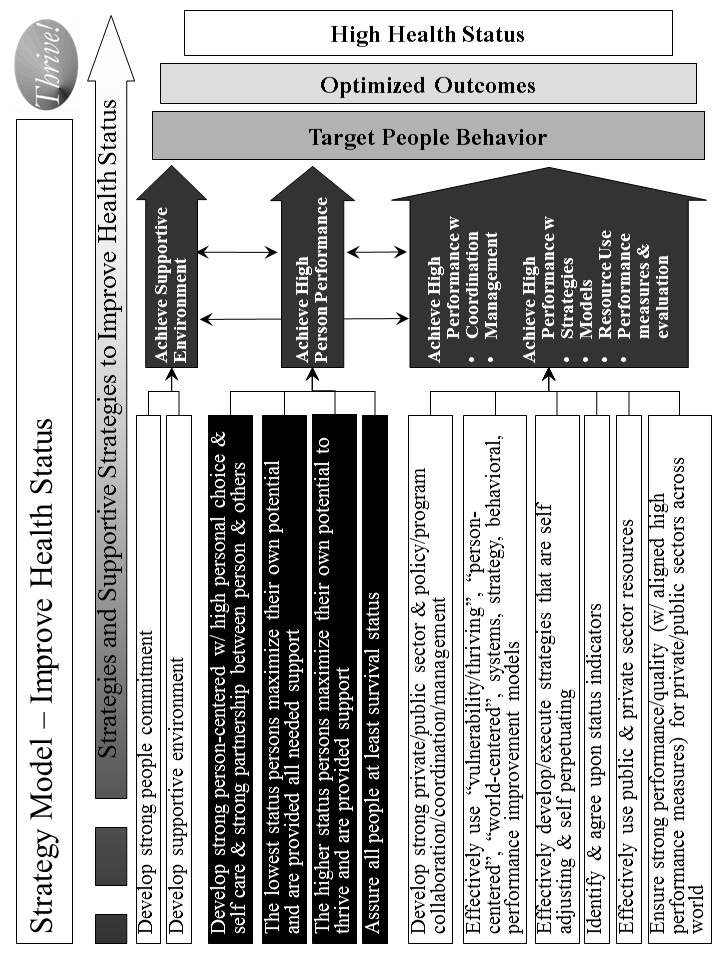 Strategy Model – Improve Health Status
Thrive!
Strategies and Supportive Strategies to Improve Health Status
Develop strong people commitment
Develop supportive environment
Develop strong person-centered w/ high personal choice &
self care & strong partnership between person & others
The lowest status persons maximize their own potential
and are provided all needed support
The higher status persons maximize their own potential to
thrive and are provided support
Assure all people at least survival status
Develop strong private/public sector & policy/program
collaboration/coordination/management
Effectively use “vulnerability/thriving”, “person-
centered”, “world-centered”, systems, strategy, behavioral,
performance improvement models
Effectively develop/execute strategies that are self
adjusting & self perpetuating
Identify & agree upon status indicators
Effectively use public & private sector resources
Ensure strong performance/quality (w/ aligned high
performance measures) for private/public sectors across
world
Achieve Supportive
Environment
Achieve High
Person Performance
Achieve High
Performance w
• Coordination
• Management
Achieve High
Performance w
• Strategies
• Models
• Resource Use
• Performance
measures &
evaluation
Target People Behavior
Optimized Outcomes
High Health Status